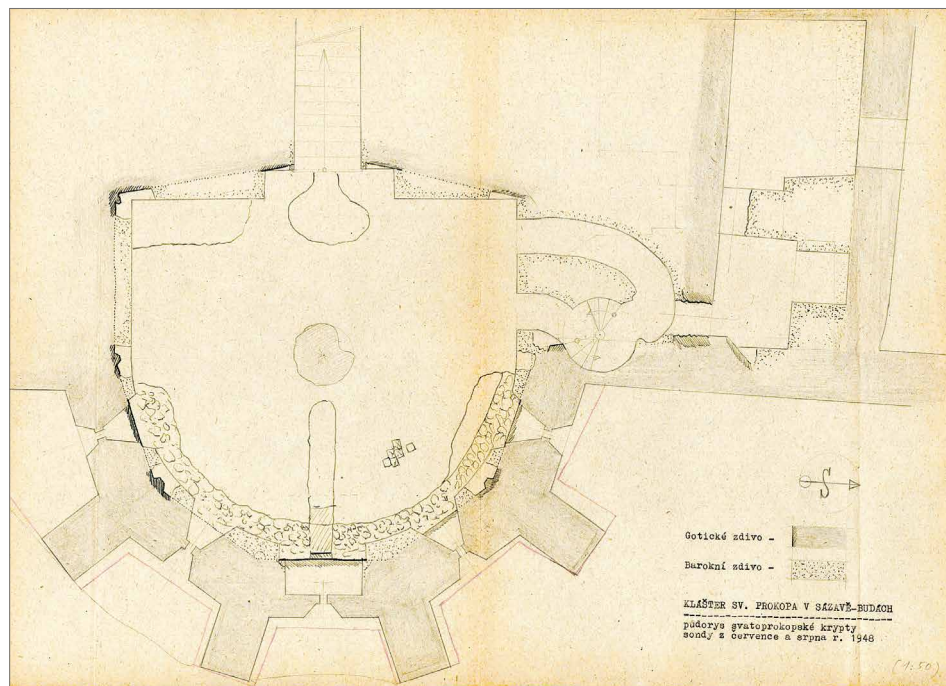 S
Gotické zdivo -
Barokní zdivo -
KLÁŠTER SV. PROKOPA V SÁZAVĚ-BUDÁCH
půdorys svatoprokopské krypty
sondy z července a srpna r. 1948
(1:50)